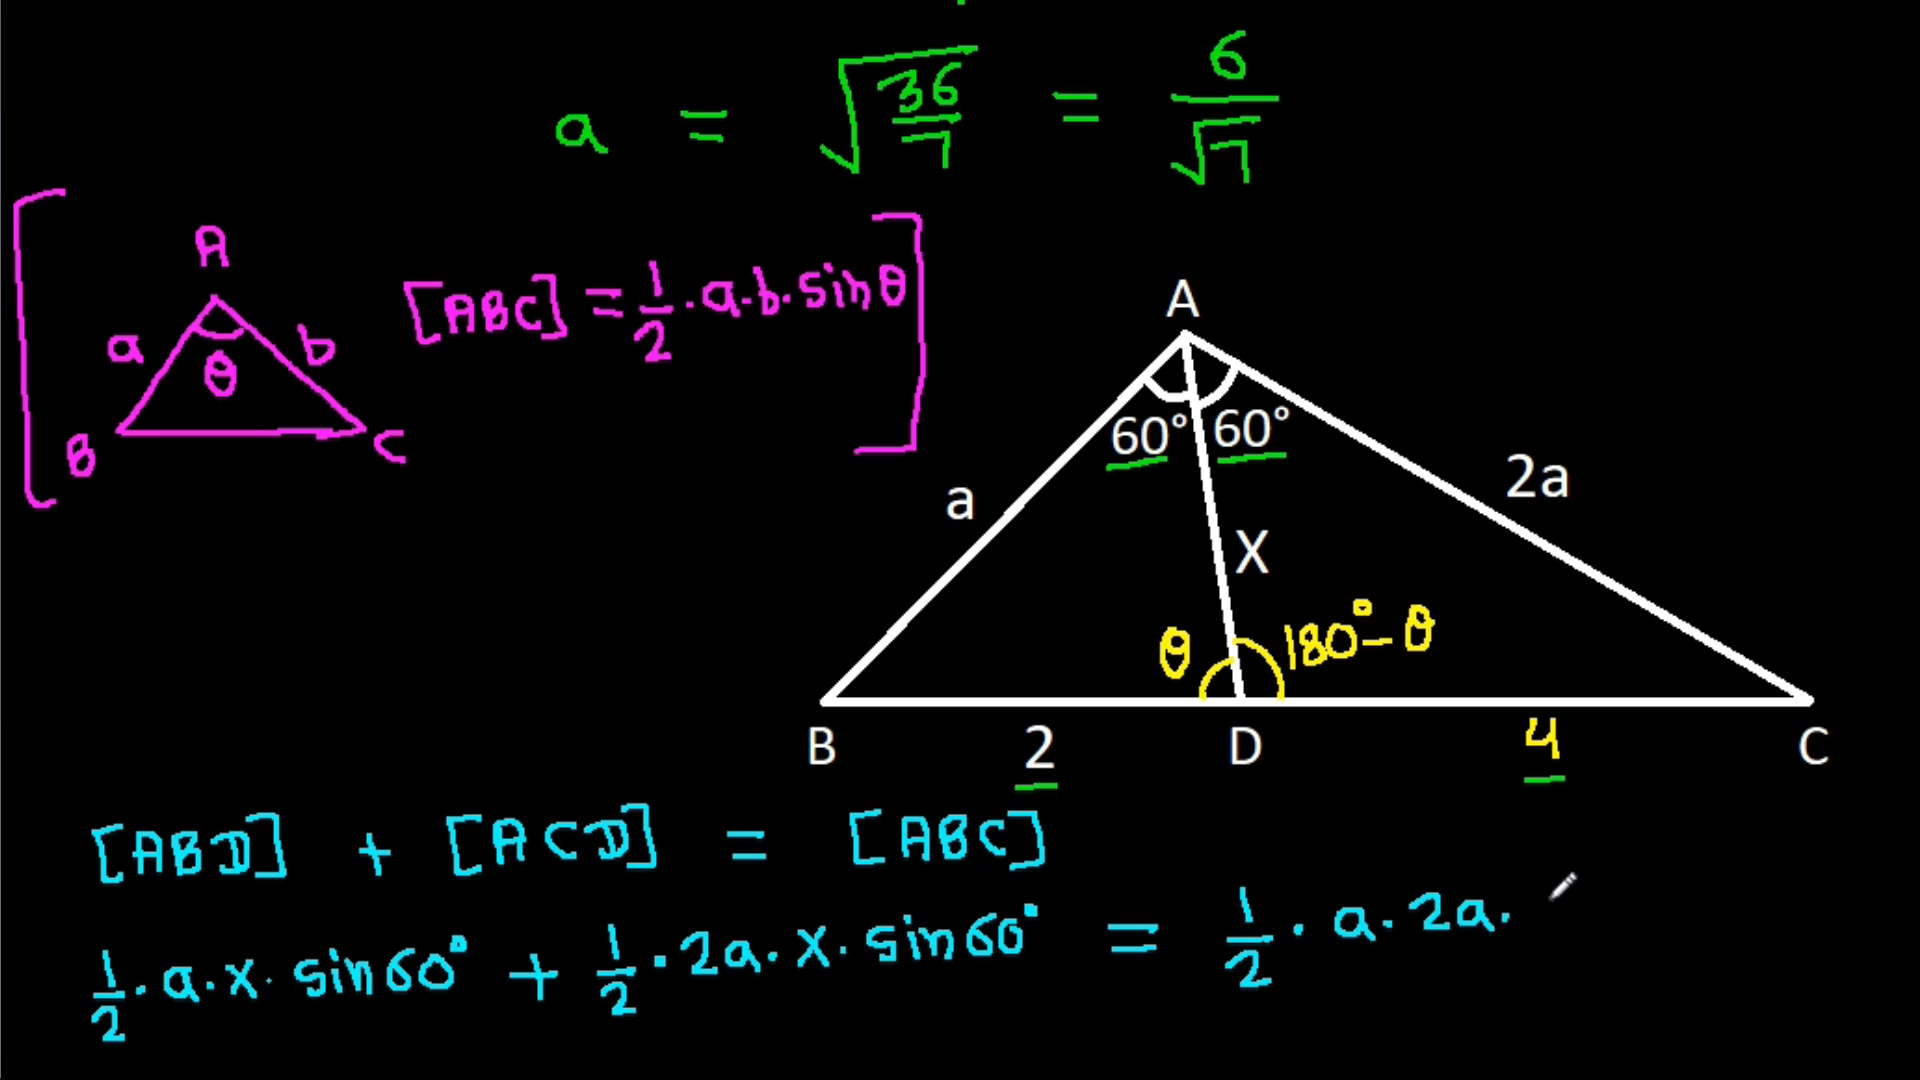 a = √36/7 = 6/√7
A
a b
θ
B C
[ABC] = 1/2 . a . b . sin θ
A
60° 60°
a 2a
X
θ 180° - θ
B 2 D 4 C
[ABD] + [ACD] = [ABC]
1/2 . a . x . sin 60° + 1/2 . 2a . x . sin 60° = 1/2 . a . 2a .